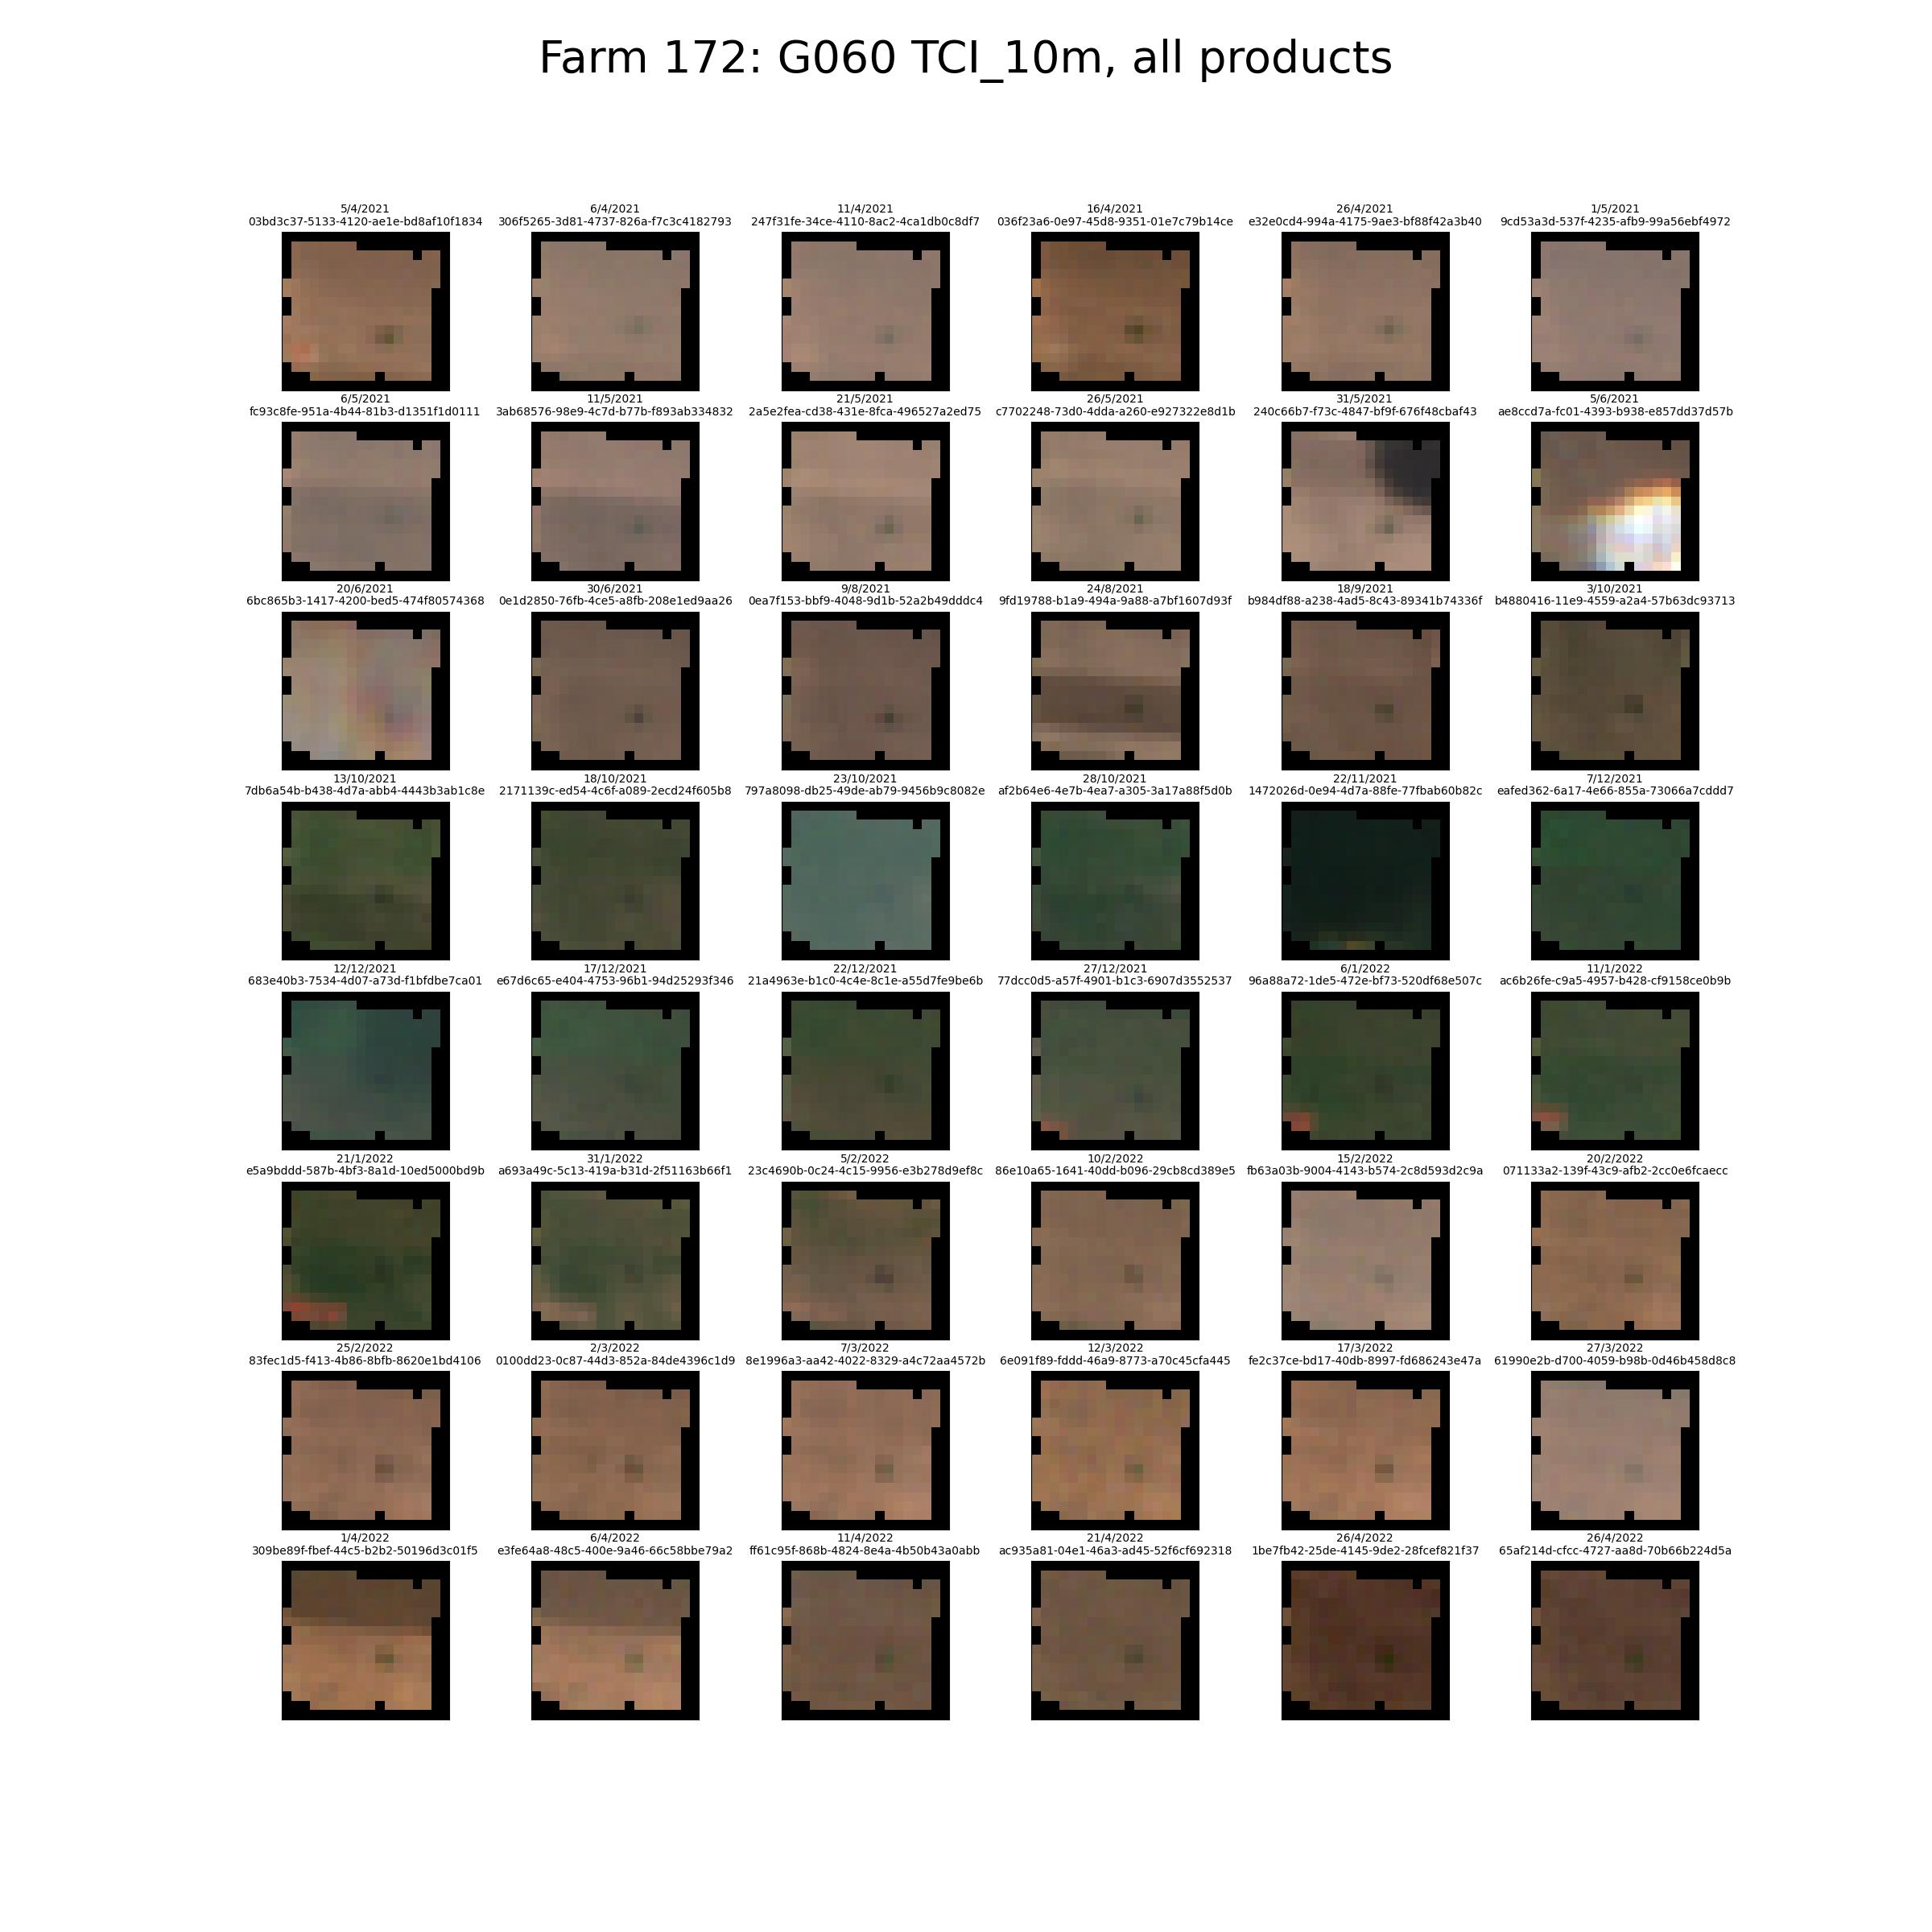 Farm 172: G060 TCI_10m, all products
5/4/2021 6/4/2021 11/4/2021 16/4/2021 26/4/2021 1/5/2021
03bd3c37-5133-4120-ae1e-bd8af10f1834 306f5265-3d81-4737-826a-f7c3c4182793 247f31fe-34ce-4110-8ac2-4ca1db0c8df7 036f23a6-0e97-45d8-9351-01e7c79b14ce e32e0cd4-994a-4175-9ae3-bf88f42a3b40 9cd53a3d-537f-4235-afb9-99a56ebf4972
6/5/2021 11/5/2021 21/5/2021 26/5/2021 31/5/2021 5/6/2021
fc93c8fe-951a-4b44-81b3-d1351f1d0111 3ab68576-98e9-4c7d-b77b-f893ab334832 2a5e2fea-cd38-431e-8fca-496527a2ed75 c7702248-73d0-4dda-a260-e927322e8d1b 240c66b7-f73c-4847-bf9f-676f48cbaf43 ae8ccd7a-fc01-4393-b938-e857dd37d57b
20/6/2021 30/6/2021 9/8/2021 24/8/2021 18/9/2021 3/10/2021
6bc865b3-1417-4200-bed5-474f80574368 0e1d2850-76fb-4ce5-a8fb-208e1ed9aa26 0ea7f153-bbf9-4048-9d1b-52a2b49dddc4 9fd19788-b1a9-494a-9a88-a7bf1607d93f b984df88-a238-4ad5-8c43-89341b74336f b4880416-11e9-4559-a2a4-57b63dc93713
13/10/2021 18/10/2021 23/10/2021 28/10/2021 22/11/2021 7/12/2021
7db6a54b-b438-4d7a-abb4-4443b3ab1c8e 2171139c-ed54-4c6f-a089-2ecd24f605b8 797a8098-db25-49de-ab79-9456b9c8082e af2b64e6-4e7b-4ea7-a305-3a17a88f5d0b 1472026d-0e94-4d7a-88fe-77fbab60b82c eafed362-6a17-4e66-855a-73066a7cddd7
12/12/2021 17/12/2021 22/12/2021 27/12/2021 6/1/2022 11/1/2022
683e40b3-7534-4d07-a73d-f1bfdbe7ca01 e67d6c65-e404-4753-96b1-94d25293f346 21a4963e-b1c0-4c4e-8c1e-a55d7fe9be6b 77dcc0d5-a57f-4901-b1c3-6907d3552537 96a88a72-1de5-472e-bf73-520df68e507c ac6b26fe-c9a5-4957-b428-cf9158ce0b9b
21/1/2022 31/1/2022 5/2/2022 10/2/2022 15/2/2022 20/2/2022
e5a9bddd-587b-4bf3-8a1d-10ed5000bd9b a693a49c-5c13-419a-b31d-2f51163b66f1 23c4690b-0c24-4c15-9956-e3b278d9ef8c 86e10a65-1641-40dd-b096-29cb8cd389e5 fb63a03b-9004-4143-b574-2c8d593d2c9a 071133a2-139f-43c9-afb2-2cc0e6fcaecc
25/2/2022 2/3/2022 7/3/2022 12/3/2022 17/3/2022 27/3/2022
83fec1d5-f413-4b86-8bfb-8620e1bd4106 0100dd23-0c87-44d3-852a-84de4396c1d9 8e1996a3-aa42-4022-8329-a4c72aa4572b 6e091f89-fddd-46a9-8773-a70c45cfa445 fe2c37ce-bd17-40db-8997-fd686243e47a 61990e2b-d700-4059-b98b-0d46b458d8c8
1/4/2022 6/4/2022 11/4/2022 21/4/2022 26/4/2022 26/4/2022
309be89f-fbef-44c5-b2b2-50196d3c01f5 e3fe64a8-48c5-400e-9a46-66c58bbe79a2 ff61c95f-868b-4824-8e4a-4b50b43a0abb ac935a81-04e1-46a3-ad45-52f6cf692318 1be7fb42-25de-4145-9de2-28fcef821f37 65af214d-cfcc-4727-aa8d-70b66b224d5a